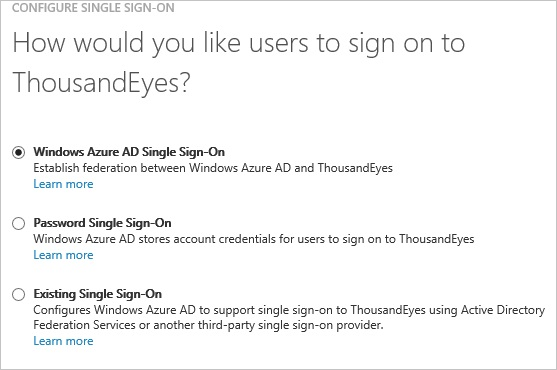 CONFIGURE SINGLE SIGN-ON
How would you like users to sign on to
ThousandEyes?
Windows Azure AD Single Sign-On
Establish federation between Windows Azure AD and ThousandEyes
Learn more
Password Single Sign-On
Windows Azure AD stores account credentials for users to sign on to ThousandEyes
Learn more
Existing Single Sign-On
Configures Windows Azure AD to support single sign-on to ThousandEyes using Active Directory
Federation Services or another third-party single sign-on provider.
Learn more